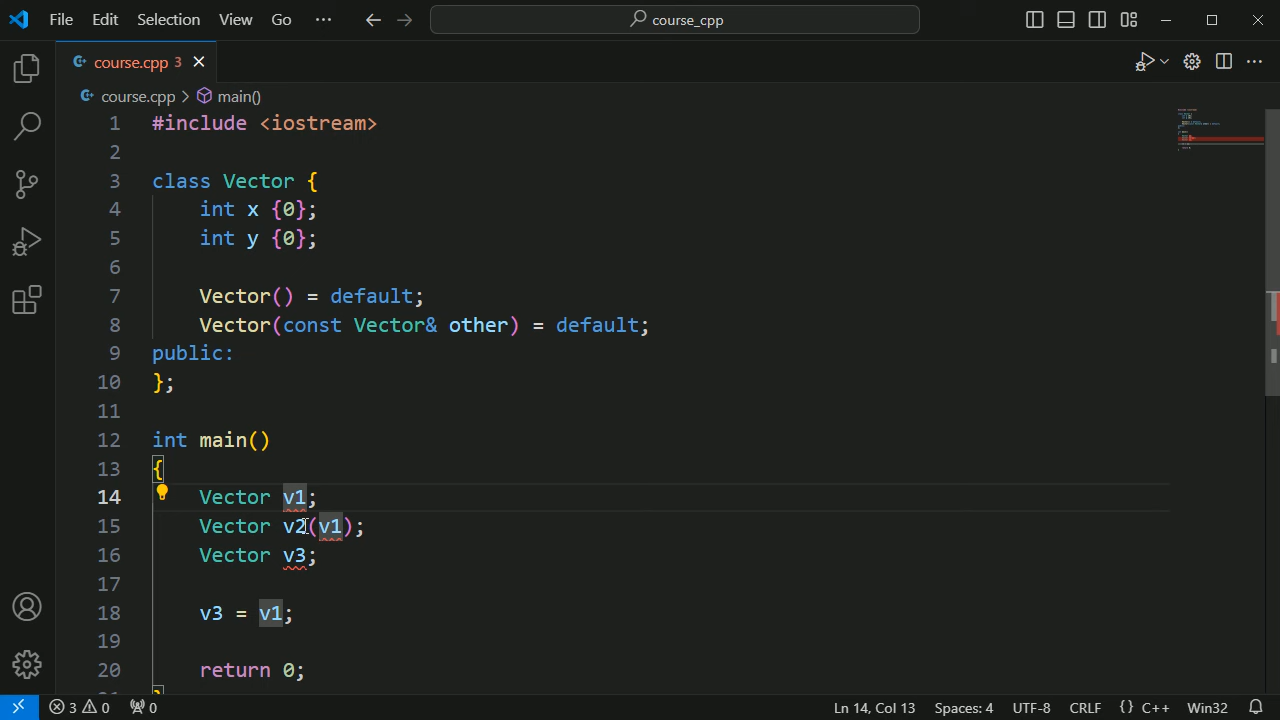 File Edit Selection View Go ··· course_cpp
course.cpp 3
course.cpp > main()
1 #include <iostream>
2
3 class Vector {
4 int x {0};
5 int y {0};
6
7 Vector() = default;
8 Vector(const Vector& other) = default;
9 public:
10 };
11
12 int main()
13 {
14 Vector v1;
15 Vector v2(v1);
16 Vector v3;
17
18 v3 = v1;
19
20 return 0;
3 0 0 Ln 14, Col 13 Spaces: 4 UTF-8 CRLF {} C++ Win32